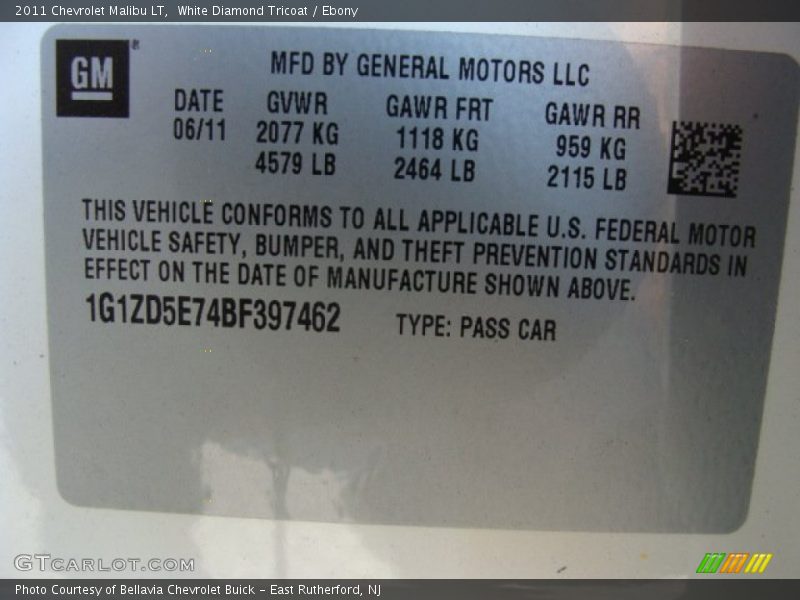 2011 Chevrolet Malibu LT, White Diamond Tricoat / Ebony
GM ®
MFD BY GENERAL MOTORS LLC
DATE GVWR GAWR FRT GAWR RR
06/11 2077 KG 1118 KG 959 KG
4579 LB 2464 LB 2115 LB
THIS VEHICLE CONFORMS TO ALL APPLICABLE U.S. FEDERAL MOTOR
VEHICLE SAFETY, BUMPER, AND THEFT PREVENTION STANDARDS IN
EFFECT ON THE DATE OF MANUFACTURE SHOWN ABOVE.
1G1ZD5E74BF397462 TYPE: PASS CAR
GTCARLOT.COM
Photo Courtesy of Bellavia Chevrolet Buick – East Rutherford, NJ